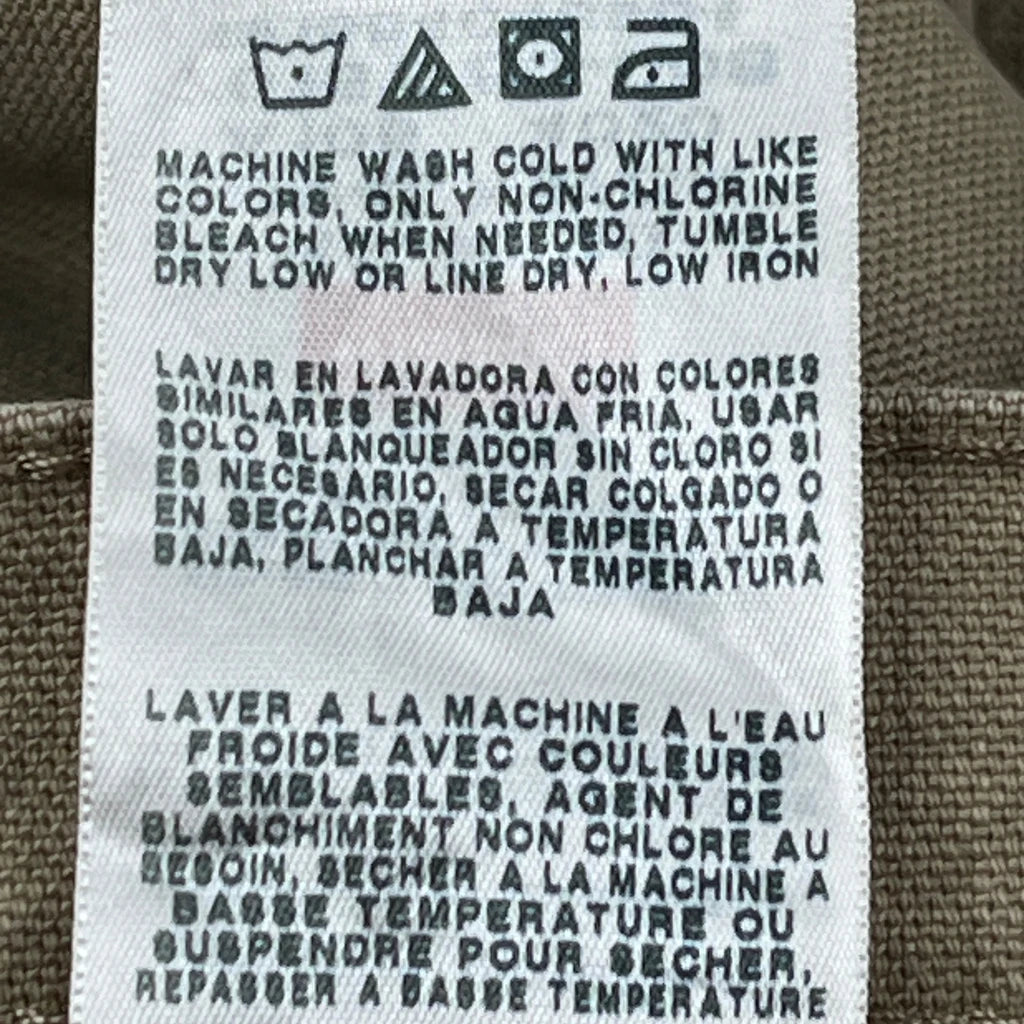 MACHINE WASH COLD WITH LIKE
COLORS, ONLY NON-CHLORINE
BLEACH WHEN NEEDED, TUMBLE
DRY LOW OR LINE DRY, LOW IRON
LAVAR EN LAVADORA CON COLORES
SIMILARES EN AGUA FRIA, USAR
SOLO BLANQUEADOR SIN CLORO SI
ES NECESARIO, SECAR COLGADO O
EN SECADORA A TEMPERATURA
BAJA, PLANCHAR A TEMPERATURA
BAJA
LAVER A LA MACHINE A L'EAU
FROIDE AVEC COULEURS
SEMBLABLES, AGENT DE
BLANCHIMENT NON CHLORE AU
BESOIN, SECHER A LA MACHINE A
BASSE TEMPERATURE OU
SUSPENDRE POUR SECHER,
REPASSER A BASSE TEMPERATURE